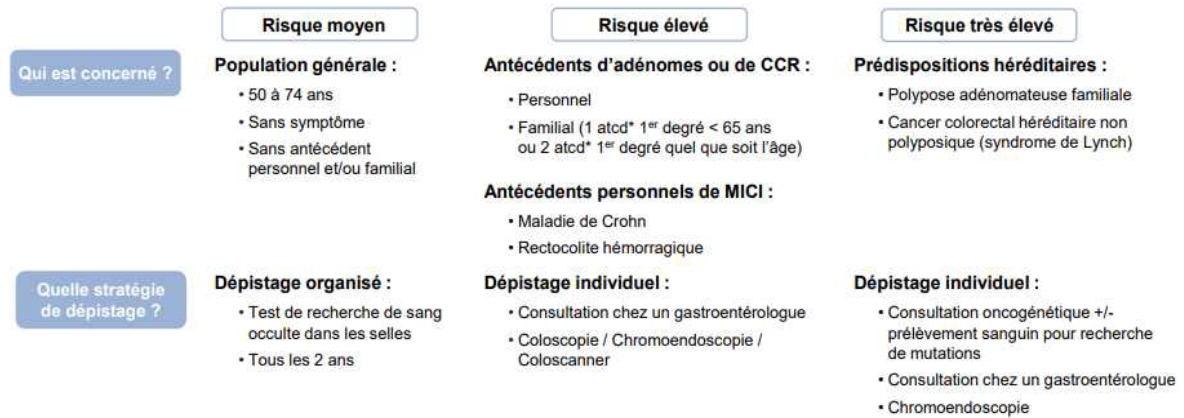 Risque moyen
Risque élevé
Risque très élevé
Qui est concerné ?
Population générale :
• 50 à 74 ans
• Sans symptôme
• Sans antécédent
personnel et/ou familial
Antécédents d'adénomes ou de CCR :
• Personnel
• Familial (1 atcd* 1er degré < 65 ans
ou 2 atcd* 1er degré quel que soit l'âge)
Antécédents personnels de MICI :
• Maladie de Crohn
• Rectocolite hémorragique
Prédispositions héréditaires :
• Polypose adénomateuse familiale
• Cancer colorectal héréditaire non
polyposique (syndrome de Lynch)
Quelle stratégie
de dépistage ?
Dépistage organisé :
• Test de recherche de sang
occulte dans les selles
• Tous les 2 ans
Dépistage individuel :
• Consultation chez un gastroentérologue
• Coloscopie / Chromoendoscopie /
Coloscanner
Dépistage individuel :
• Consultation oncogénétique +/-
prélèvement sanguin pour recherche
de mutations
• Consultation chez un gastroentérologue
• Chromoendoscopie